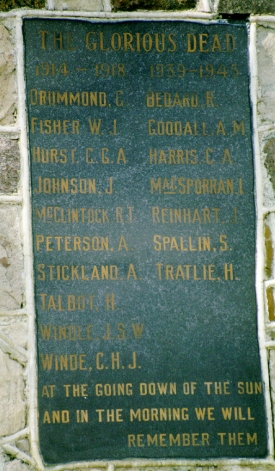 THE GLORIOUS DEAD
1914 – 1918 1939 – 1945
DRUMMOND, G. BEDARD, R.
FISHER W. J. GOODALL, A. M.
HURST, C. G. A. HARRIS, C. A.
JOHNSON, J. MACSPORRAN, I.
MCCLINTOCK R.T. REINHART, J.
PETERSON, A. SPALLIN, S.
STICKLAND, A. TRATLIE, H.
TALBOT, H.
WINDLE, J. S. W.
WINDE, C. H. J.
AT THE GOING DOWN OF THE SUN
AND IN THE MORNING WE WILL
REMEMBER THEM